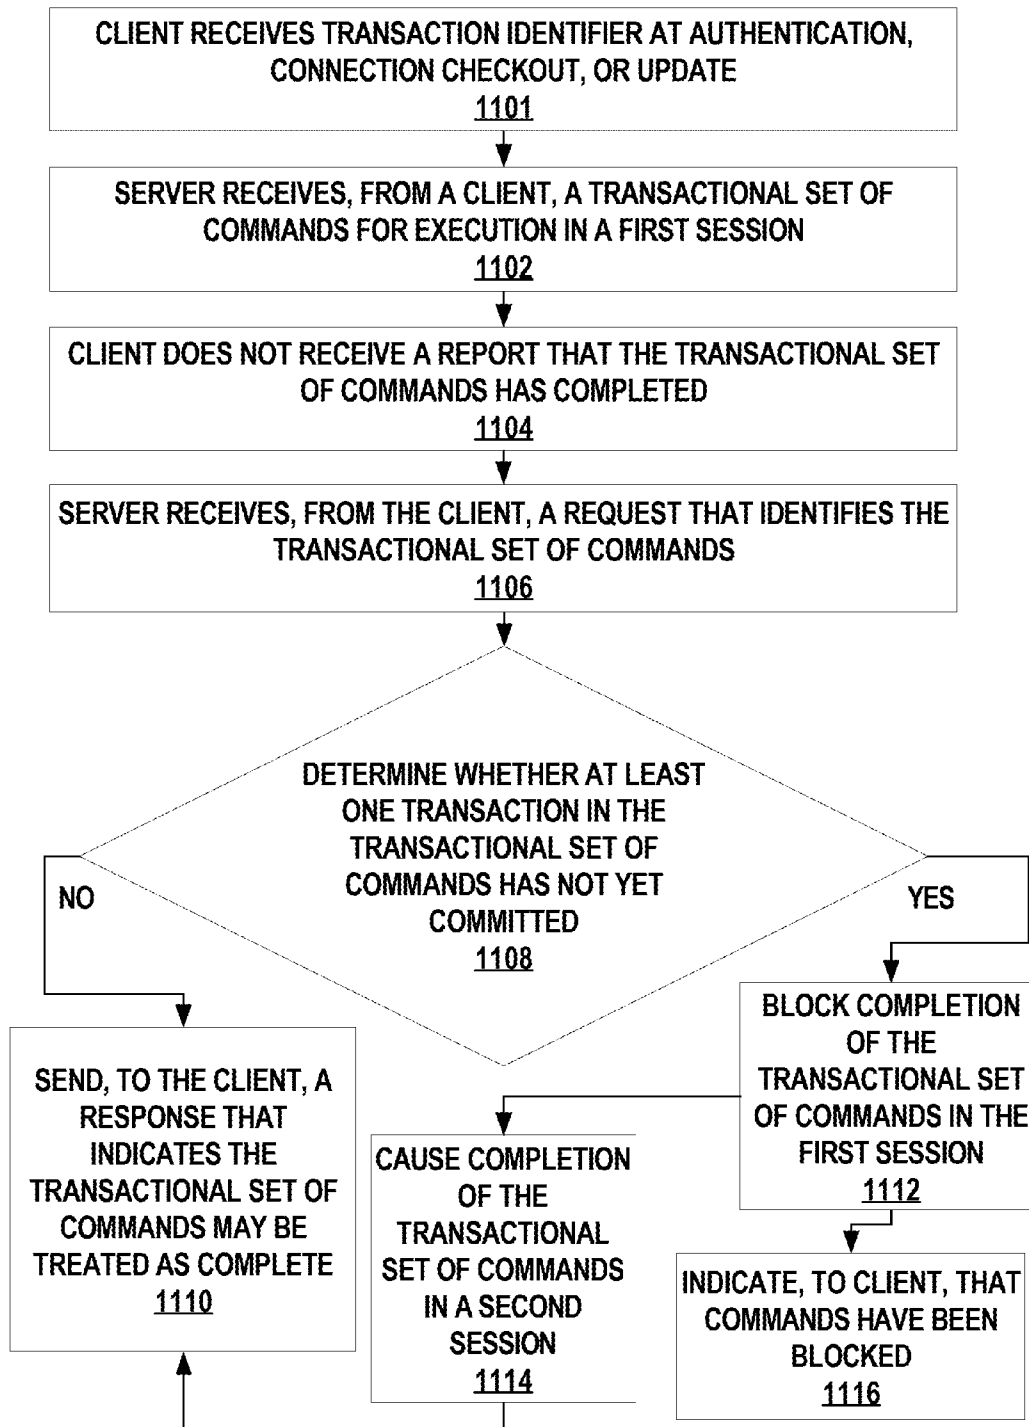 CLIENT RECEIVES TRANSACTION IDENTIFIER AT AUTHENTICATION,
CONNECTION CHECKOUT, OR UPDATE
1101
SERVER RECEIVES, FROM A CLIENT, A TRANSACTIONAL SET OF
COMMANDS FOR EXECUTION IN A FIRST SESSION
1102
CLIENT DOES NOT RECEIVE A REPORT THAT THE TRANSACTIONAL SET
OF COMMANDS HAS COMPLETED
1104
SERVER RECEIVES, FROM THE CLIENT, A REQUEST THAT IDENTIFIES THE
TRANSACTIONAL SET OF COMMANDS
1106
DETERMINE WHETHER AT LEAST
ONE TRANSACTION IN THE
TRANSACTIONAL SET OF
COMMANDS HAS NOT YET
COMMITTED
1108
NO
YES
SEND, TO THE CLIENT, A
RESPONSE THAT
INDICATES THE
TRANSACTIONAL SET OF
COMMANDS MAY BE
TREATED AS COMPLETE
1110
BLOCK COMPLETION
OF THE
TRANSACTIONAL SET
OF COMMANDS IN THE
FIRST SESSION
1112
CAUSE COMPLETION
OF THE
TRANSACTIONAL
SET OF COMMANDS
IN A SECOND
SESSION
1114
INDICATE, TO CLIENT, THAT
COMMANDS HAVE BEEN
BLOCKED
1116